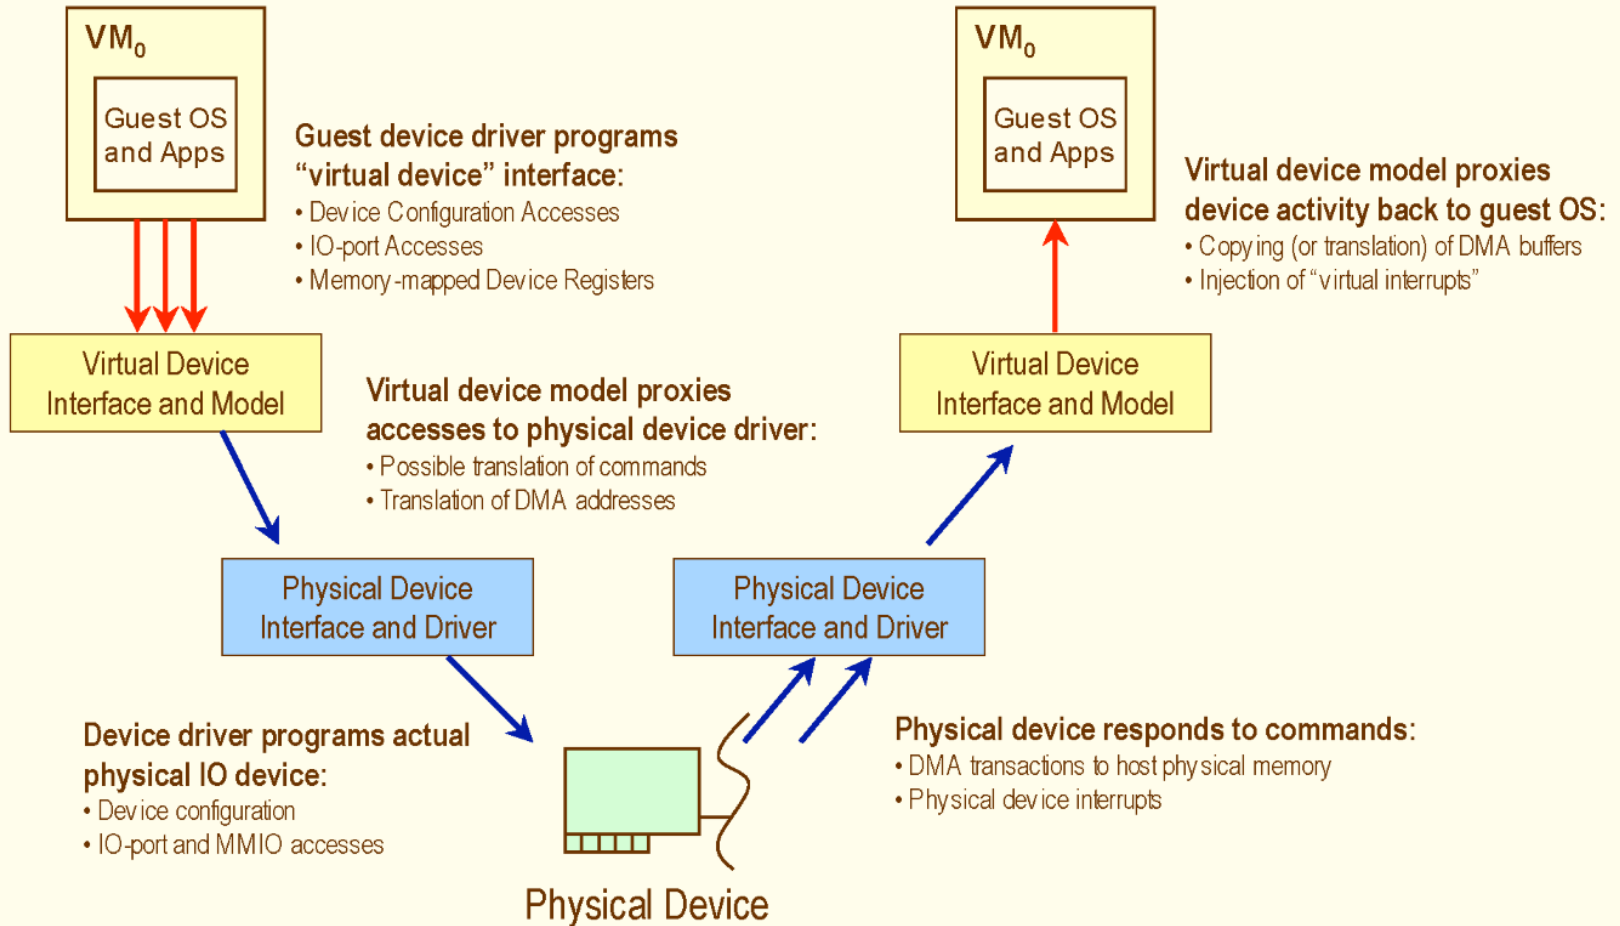 VM0
Guest OS
and Apps
Guest device driver programs
“virtual device” interface:
• Device Configuration Accesses
• IO-port Accesses
• Memory-mapped Device Registers
Virtual Device
Interface and Model
Virtual device model proxies
accesses to physical device driver:
• Possible translation of commands
• Translation of DMA addresses
Physical Device
Interface and Driver
Device driver programs actual
physical IO device:
• Device configuration
• IO-port and MMIO accesses
Physical Device
Physical device responds to commands:
• DMA transactions to host physical memory
• Physical device interrupts
Physical Device
Interface and Driver
Virtual Device
Interface and Model
Virtual device model proxies
device activity back to guest OS:
• Copying (or translation) of DMA buffers
• Injection of “virtual interrupts”
VM0
Guest OS
and Apps